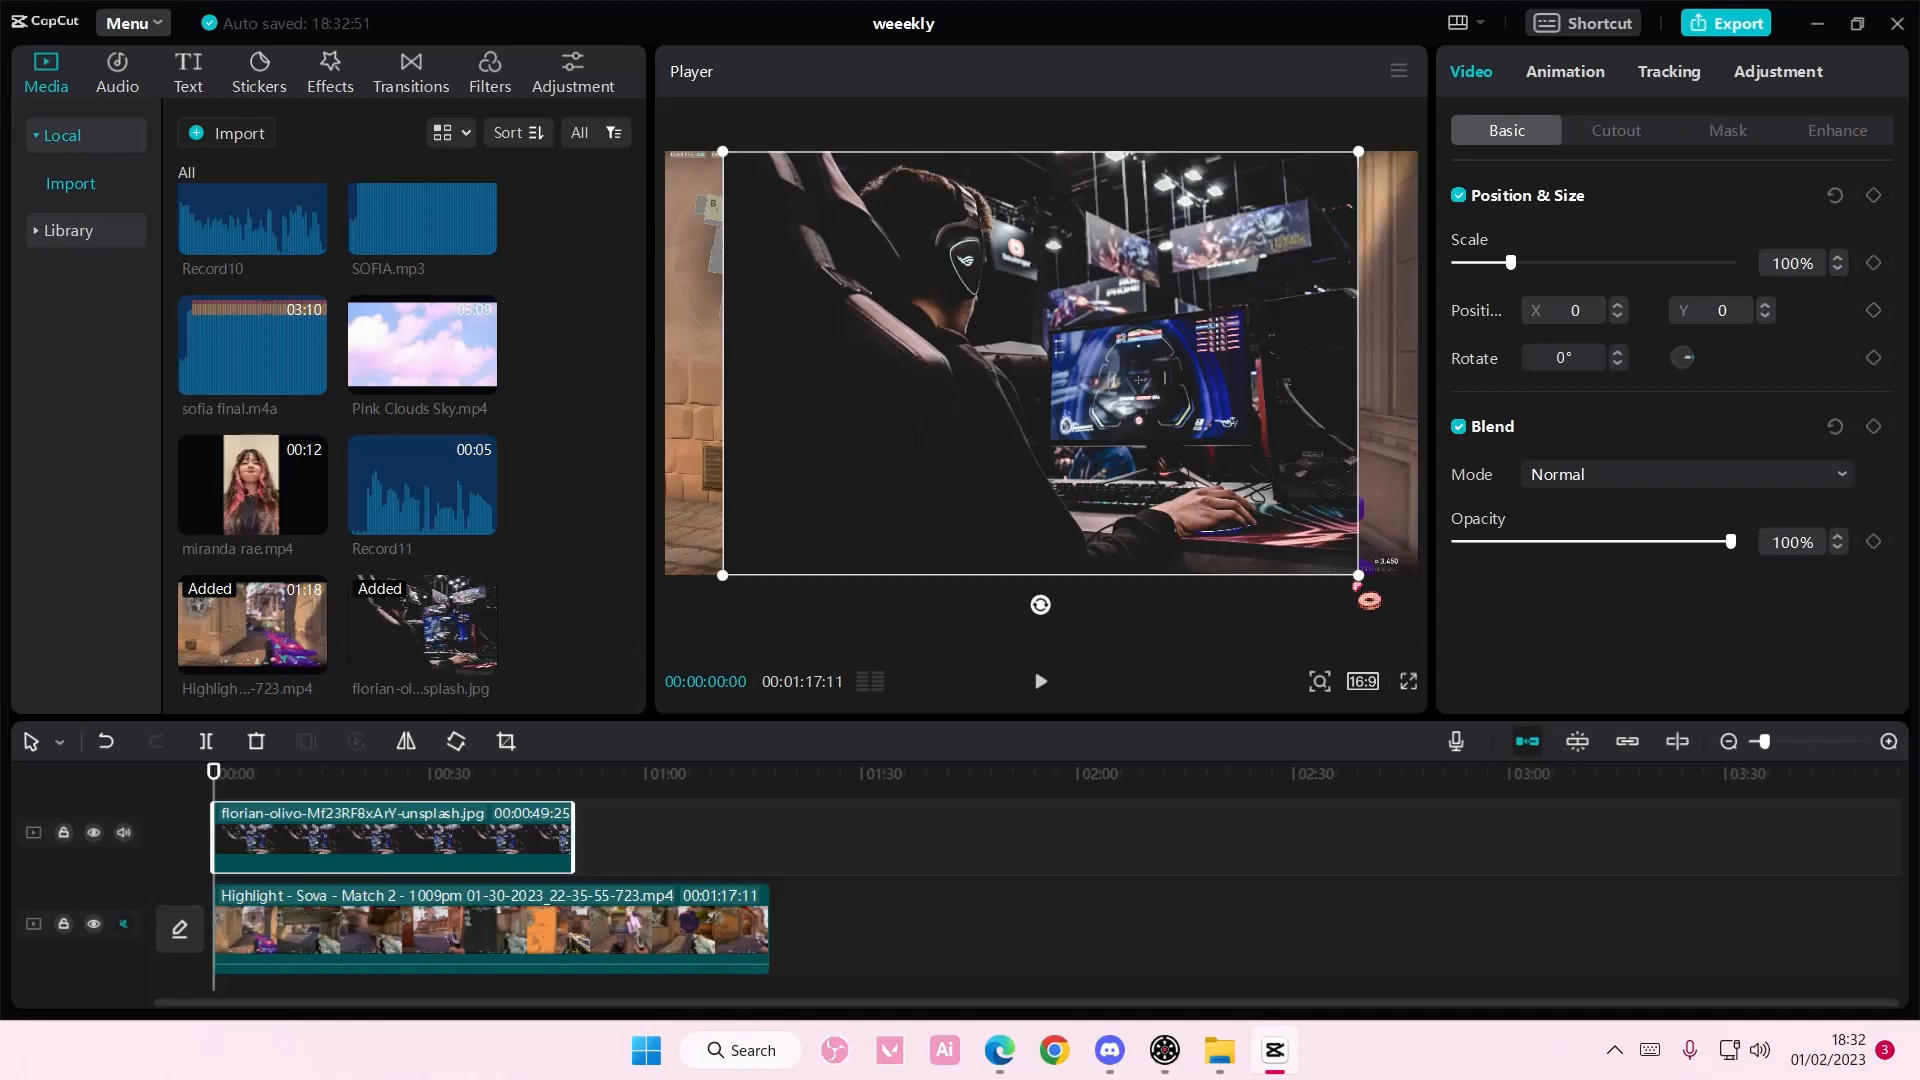 CapCut
Menu
Auto saved: 18:32:51
weeekly
Shortcut
Export
Media
Audio
Text
Stickers
Effects
Transitions
Filters
Adjustment
Local
Import
Library
Import
Sort
All
All
Record10
SOFIA.mp3
03:10
05:09
sofia final.m4a
Pink Clouds Sky.mp4
00:12
00:05
miranda rae.mp4
Record11
Added
01:18
Added
Highligh...-723.mp4
florian-ol...splash.jpg
Player
3,450
00:00:00:00
00:01:17:11
16:9
Video
Animation
Tracking
Adjustment
Basic
Cutout
Mask
Enhance
Position & Size
Scale
100%
Positi...
X
0
Y
0
Rotate
0°
Blend
Mode
Normal
Opacity
100%
00:00
00:30
01:00
01:30
02:00
02:30
03:00
03:30
florian-olivo-Mf23RF8xArY-unsplash.jpg 00:00:49:25
Highlight - Sova - Match 2 - 1009pm 01-30-2023_22-35-55-723.mp4 00:01:17:11
Search
Ai
18:32
01/02/2023
3